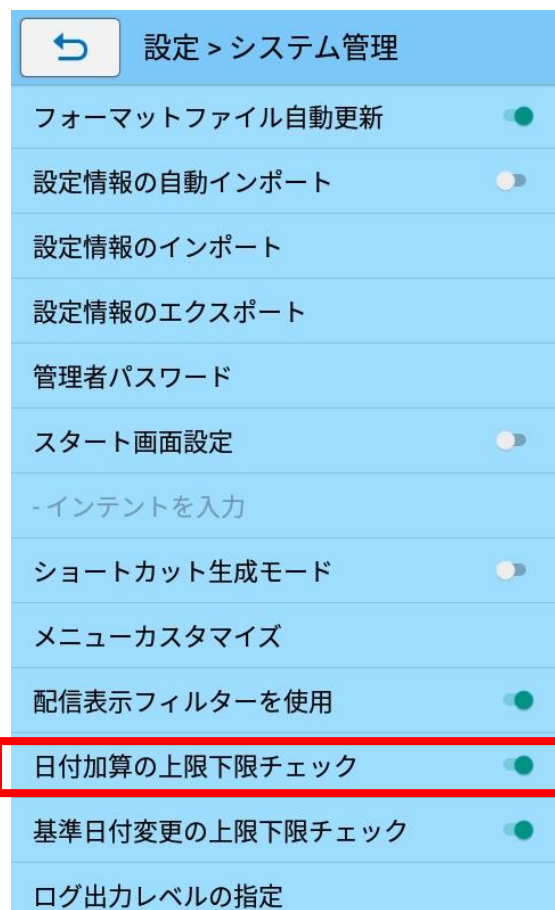 設定 > システム管理
フォーマットファイル自動更新
設定情報の自動インポート
設定情報のインポート
設定情報のエクスポート
管理者パスワード
スタート画面設定
- インテントを入力
ショートカット生成モード
メニューカスタマイズ
配信表示フィルターを使用
日付加算の上限下限チェック
基準日付変更の上限下限チェック
ログ出力レベルの指定